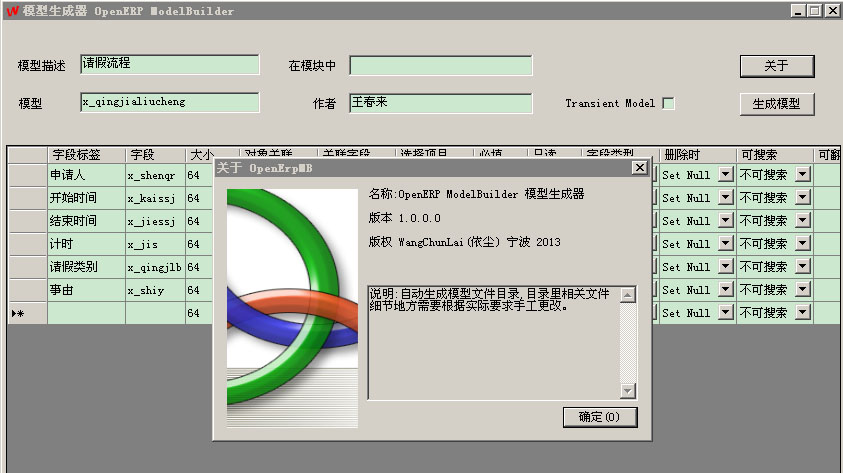 模型生成器 OpenERP ModelBuilder
模型描述 请假流程 在模块中 关于
模型 x_qingjialiucheng 作者 王春来 Transient Model 生成模型
字段标签 字段 大小 对象关联 关联字段 选择项目 必填 只读 字段类型 删除时 可搜索 可翻
关于 OpenErpMB
申请人 x_shenqr 64 Set Null 不可搜索
开始时间 x_kaissj 64 Set Null 不可搜索
结束时间 x_jiessj 64 Set Null 不可搜索
计时 x_jis 64 Set Null 不可搜索
请假类别 x_qingjlb 64 Set Null 不可搜索
事由 x_shiy 64 Set Null 不可搜索
64 Set Null 不可搜索
名称:OpenERP ModelBuilder 模型生成器
版本 1.0.0.0
版权 WangChunLai(依尘) 宁波 2013
说明:自动生成模型文件目录,目录里相关文件
细节地方需要根据实际要求手工更改。
确定(O)